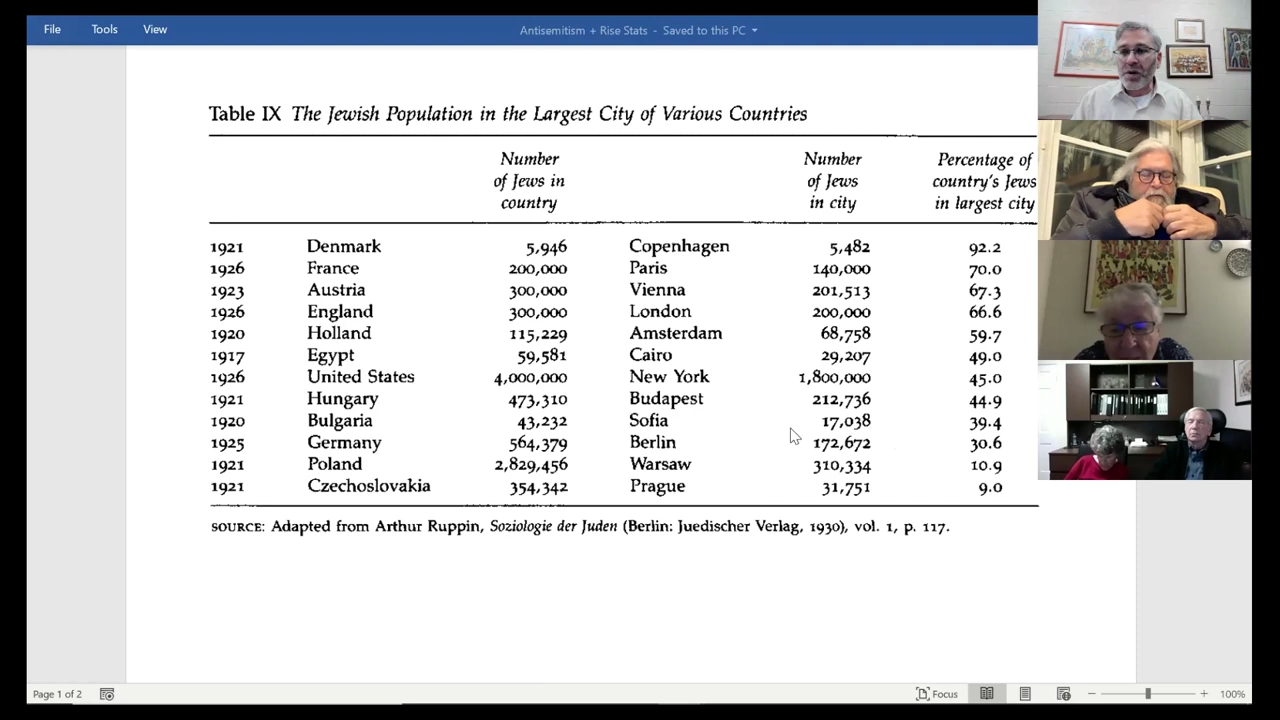 File Tools View Antisemitism + Rise Stats - Saved to this PC
Table IX The Jewish Population in the Largest City of Various Countries
Number of Jews in country
Number of Jews in city
Percentage of country's Jews in largest city
1921 Denmark 5,946 Copenhagen 5,482 92.2
1926 France 200,000 Paris 140,000 70.0
1923 Austria 300,000 Vienna 201,513 67.3
1926 England 300,000 London 200,000 66.6
1920 Holland 115,229 Amsterdam 68,758 59.7
1917 Egypt 59,581 Cairo 29,207 49.0
1926 United States 4,000,000 New York 1,800,000 45.0
1921 Hungary 473,310 Budapest 212,736 44.9
1920 Bulgaria 43,232 Sofia 17,038 39.4
1925 Germany 564,379 Berlin 172,672 30.6
1921 Poland 2,829,456 Warsaw 310,334 10.9
1921 Czechoslovakia 354,342 Prague 31,751 9.0
SOURCE: Adapted from Arthur Ruppin, Soziologie der Juden (Berlin: Juedischer Verlag, 1930), vol. 1, p. 117.
Page 1 of 2 Focus 100%